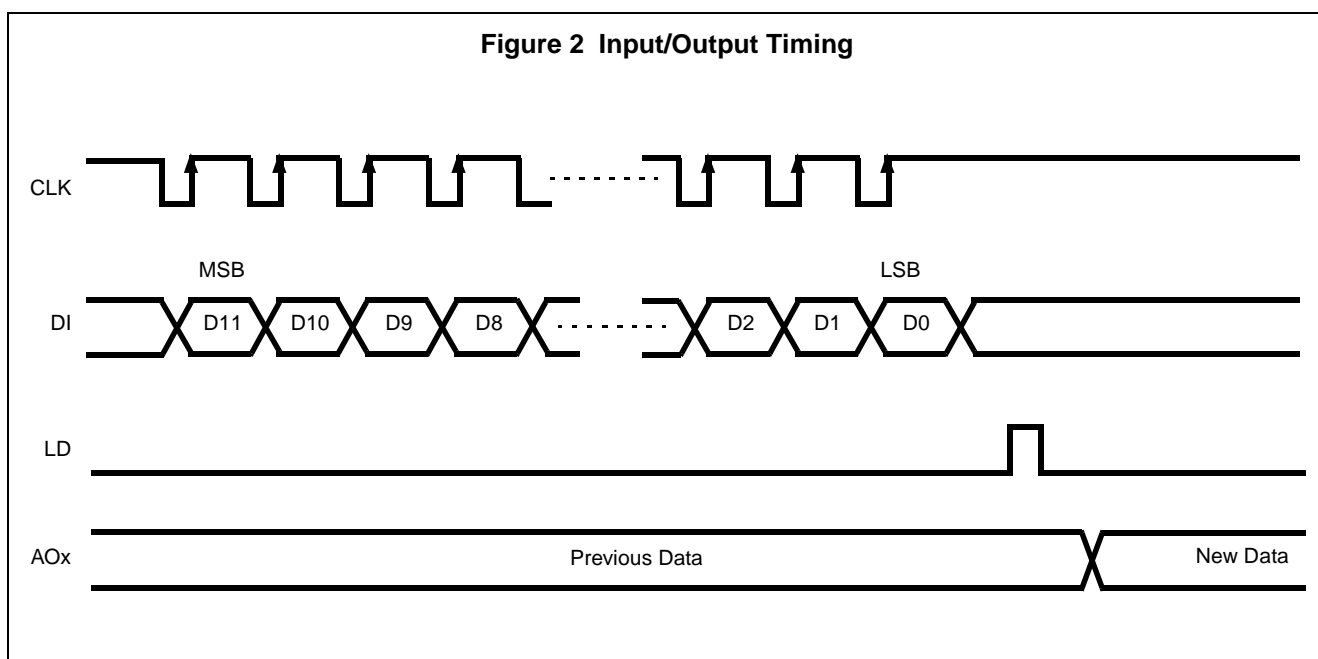 Figure 2 Input/Output Timing
CLK
MSB
LSB
DI
D11
D10
D9
D8
D2
D1
D0
LD
AOx
Previous Data
New Data